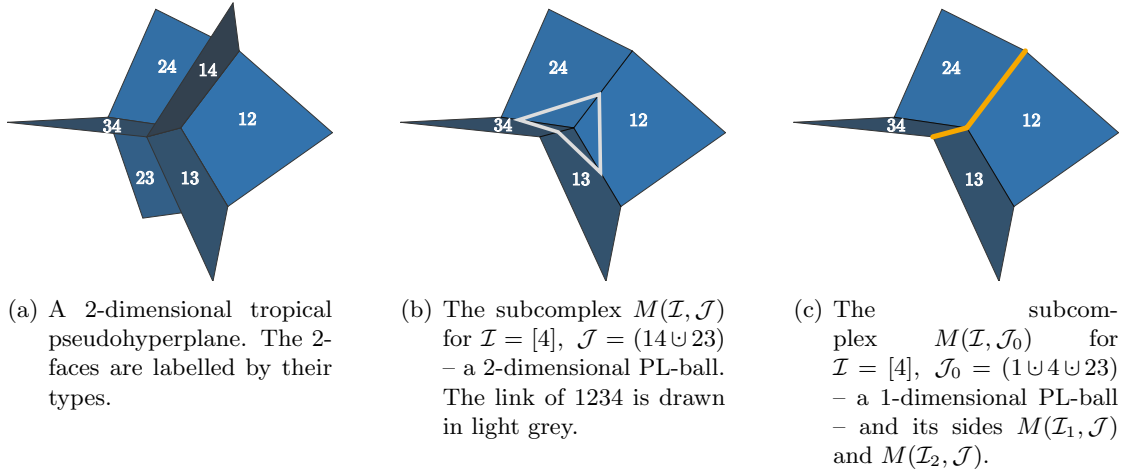 24
14
12
34
23
13
24
34
12
13
24
34
12
13
(a) A 2-dimensional tropical
pseudohyperplane. The 2-
faces are labelled by their
types.
(b) The subcomplex M(ℐ, 𝒥)
for ℐ = [4], 𝒥 = (14 ⊍ 23)
– a 2-dimensional PL-ball.
The link of 1234 is drawn
in light grey.
(c) The subcom-
plex M(ℐ, 𝒥₀) for
ℐ = [4], 𝒥₀ = (1 ⊍ 4 ⊍ 23)
– a 1-dimensional PL-ball
– and its sides M(ℐ₁, 𝒥)
and M(ℐ₂, 𝒥).